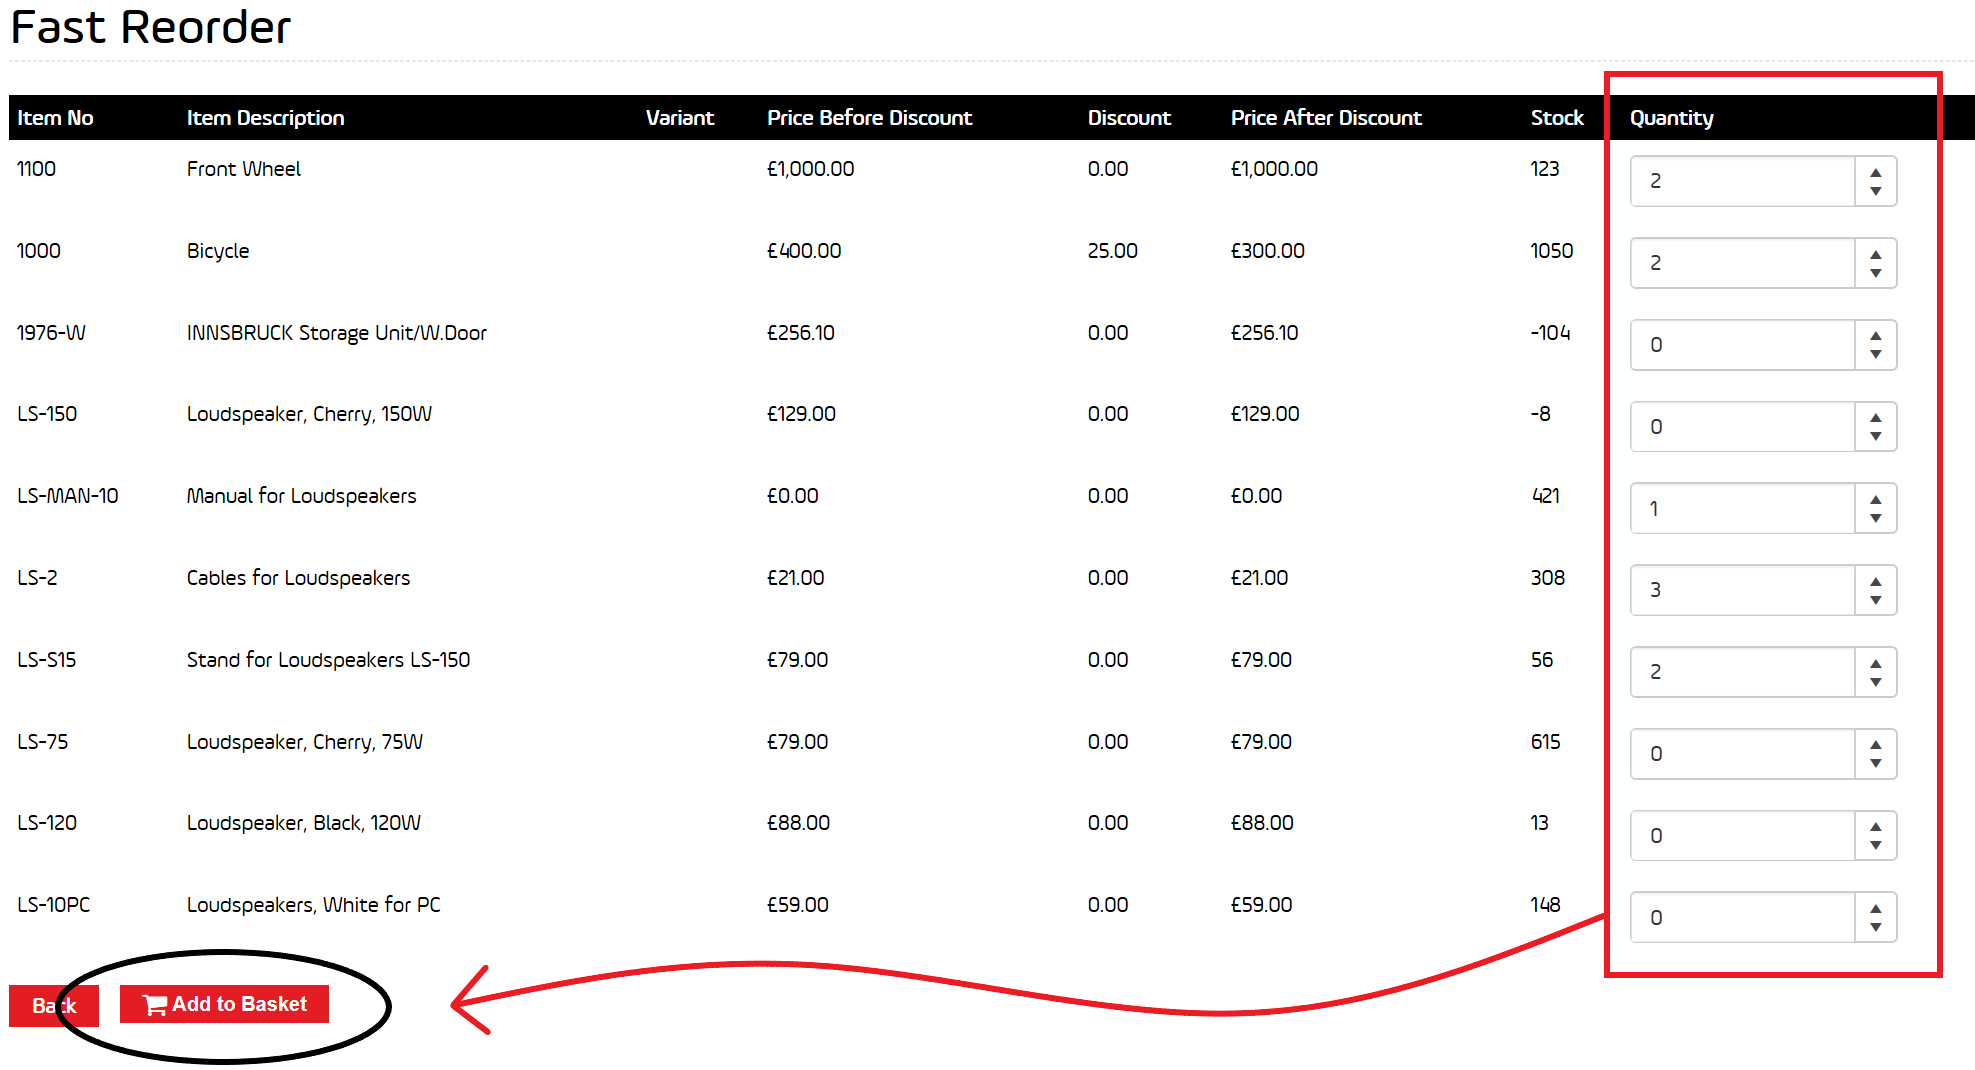 Fast Reorder
Item No Item Description Variant Price Before Discount Discount Price After Discount Stock Quantity
1100 Front Wheel £1,000.00 0.00 £1,000.00 123 2
1000 Bicycle £400.00 25.00 £300.00 1050 2
1976-W INNSBRUCK Storage Unit/W.Door £256.10 0.00 £256.10 -104 0
LS-150 Loudspeaker, Cherry, 150W £129.00 0.00 £129.00 -8 0
LS-MAN-10 Manual for Loudspeakers £0.00 0.00 £0.00 421 1
LS-2 Cables for Loudspeakers £21.00 0.00 £21.00 308 3
LS-S15 Stand for Loudspeakers LS-150 £79.00 0.00 £79.00 56 2
LS-75 Loudspeaker, Cherry, 75W £79.00 0.00 £79.00 615 0
LS-120 Loudspeaker, Black, 120W £88.00 0.00 £88.00 13 0
LS-10PC Loudspeakers, White for PC £59.00 0.00 £59.00 148 0
Back Add to Basket